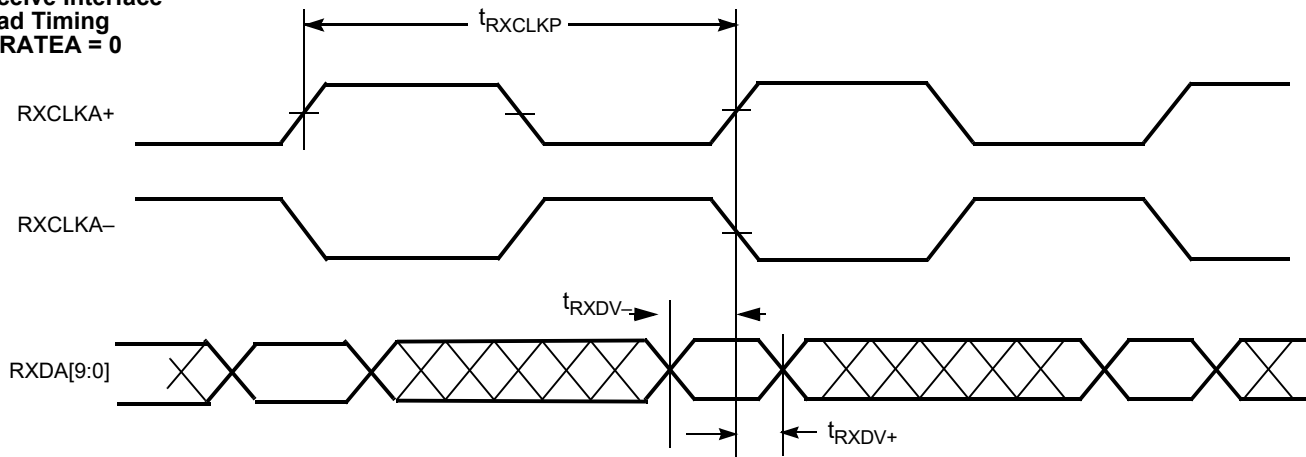 ad Timing
RATEA = 0
tRXCLKP
RXCLKA+
RXCLKA–
tRXDV–
RXDA[9:0]
tRXDV+